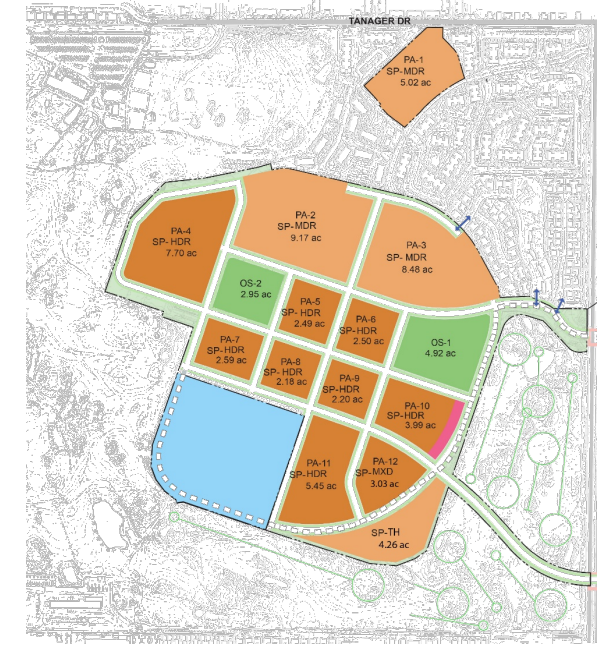 TANAGER DR
PA-1
SP-MDR
5.02 ac
PA-2
SP-MDR
9.17 ac
PA-4
SP-HDR
7.70 ac
PA-3
SP-MDR
8.48 ac
OS-2
2.95 ac
PA-5
SP-HDR
2.49 ac
PA-6
SP-HDR
2.50 ac
OS-1
4.92 ac
PA-7
SP-HDR
2.59 ac
PA-8
SP-HDR
2.18 ac
PA-9
SP-HDR
2.20 ac
PA-10
SP-HDR
3.99 ac
PA-11
SP-HDR
5.45 ac
PA-12
SP-MXD
3.03 ac
SP-TH
4.26 ac